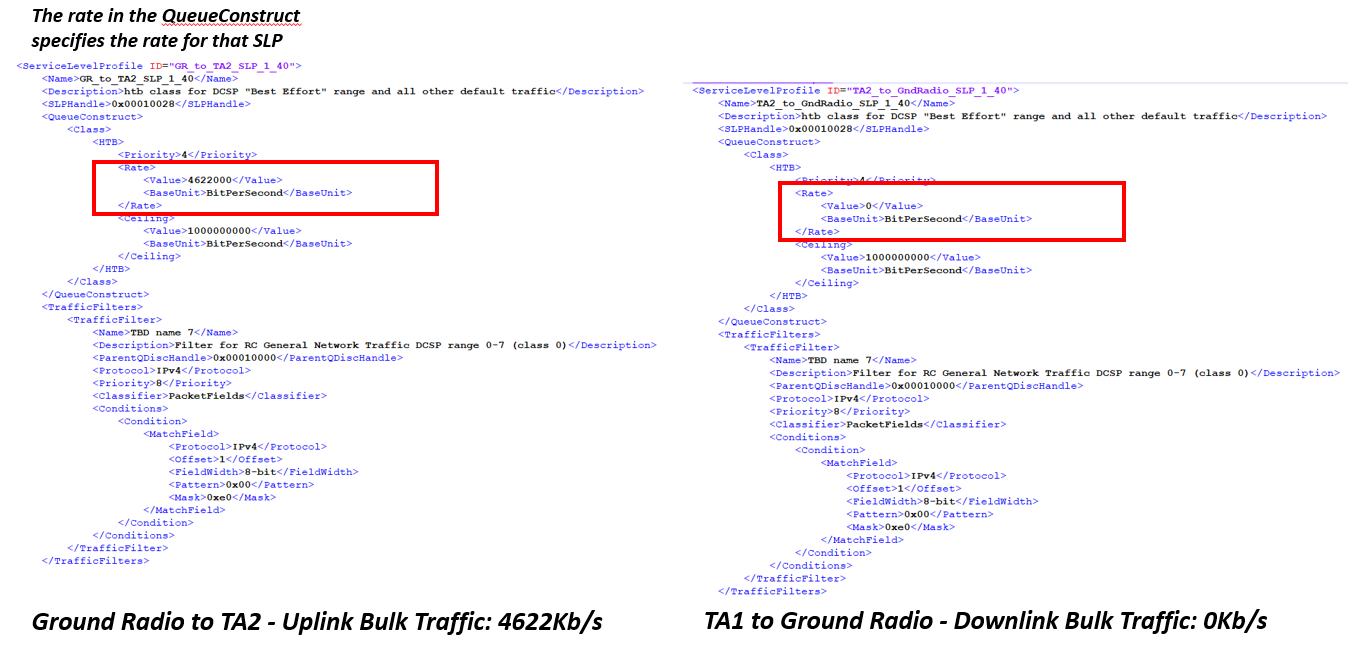 The rate in the QueueConstruct
specifies the rate for that SLP
<ServiceLevelProfile ID="GR_to_TA2_SLP_1_40">
<Name>GR_to_TA2_SLP_1_40</Name>
<Description>htb class for DCSP "Best Effort" range and all other default traffic</Description>
<SLPHandle>0x00010028</SLPHandle>
<QueueConstruct>
<Class>
<HTB>
<Priority>4</Priority>
<Rate>
<Value>4622000</Value>
<BaseUnit>BitPerSecond</BaseUnit>
</Rate>
<Ceiling>
<Value>1000000000</Value>
<BaseUnit>BitPerSecond</BaseUnit>
</Ceiling>
</HTB>
</Class>
</QueueConstruct>
<TrafficFilters>
<TrafficFilter>
<Name>TBD name 7</Name>
<Description>Filter for RC General Network Traffic DCSP range 0-7 (class 0)</Description>
<ParentQDiscHandle>0x00010000</ParentQDiscHandle>
<Protocol>IPv4</Protocol>
<Priority>8</Priority>
<Classifier>PacketFields</Classifier>
<Conditions>
<Condition>
<MatchField>
<Protocol>IPv4</Protocol>
<Offset>1</Offset>
<FieldWidth>8-bit</FieldWidth>
<Pattern>0x00</Pattern>
<Mask>0xe0</Mask>
</MatchField>
</Condition>
</Conditions>
</TrafficFilter>
</TrafficFilters>
Ground Radio to TA2 - Uplink Bulk Traffic: 4622Kb/s
<ServiceLevelProfile ID="TA2_to_GndRadio_SLP_1_40">
<Name>TA2_to_GndRadio_SLP_1_40</Name>
<Description>htb class for DCSP "Best Effort" range and all other default traffic</Description>
<SLPHandle>0x00010028</SLPHandle>
<QueueConstruct>
<Class>
<HTB>
<Priority>4</Priority>
<Rate>
<Value>0</Value>
<BaseUnit>BitPerSecond</BaseUnit>
</Rate>
<Ceiling>
<Value>1000000000</Value>
<BaseUnit>BitPerSecond</BaseUnit>
</Ceiling>
</HTB>
</Class>
</QueueConstruct>
<TrafficFilters>
<TrafficFilter>
<Name>TBD name 7</Name>
<Description>Filter for RC General Network Traffic DCSP range 0-7 (class 0)</Description>
<ParentQDiscHandle>0x00010000</ParentQDiscHandle>
<Protocol>IPv4</Protocol>
<Priority>8</Priority>
<Classifier>PacketFields</Classifier>
<Conditions>
<Condition>
<MatchField>
<Protocol>IPv4</Protocol>
<Offset>1</Offset>
<FieldWidth>8-bit</FieldWidth>
<Pattern>0x00</Pattern>
<Mask>0xe0</Mask>
</MatchField>
</Condition>
</Conditions>
</TrafficFilter>
</TrafficFilters>
TA1 to Ground Radio - Downlink Bulk Traffic: 0Kb/s